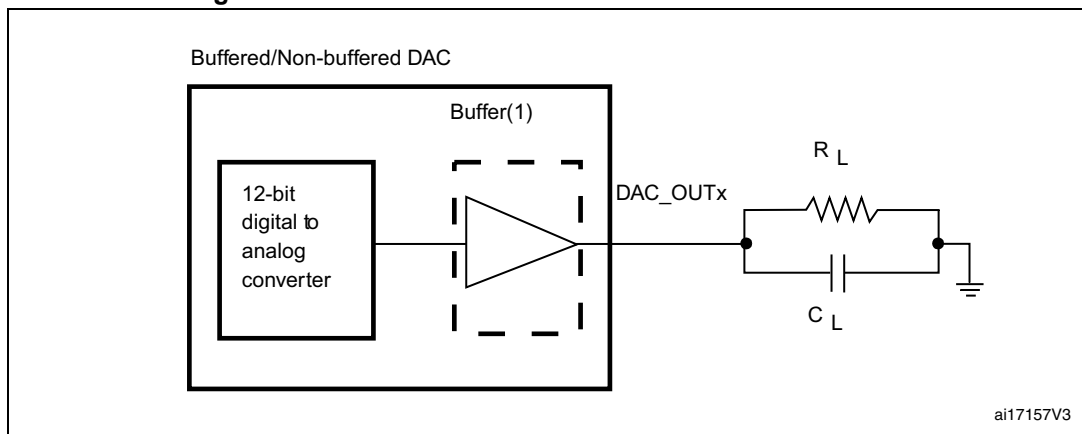 Buffered/Non-buffered DAC
Buffer(1)
12-bit
digital to
analog
converter
DAC_OUTx
R L
C L
ai17157V3